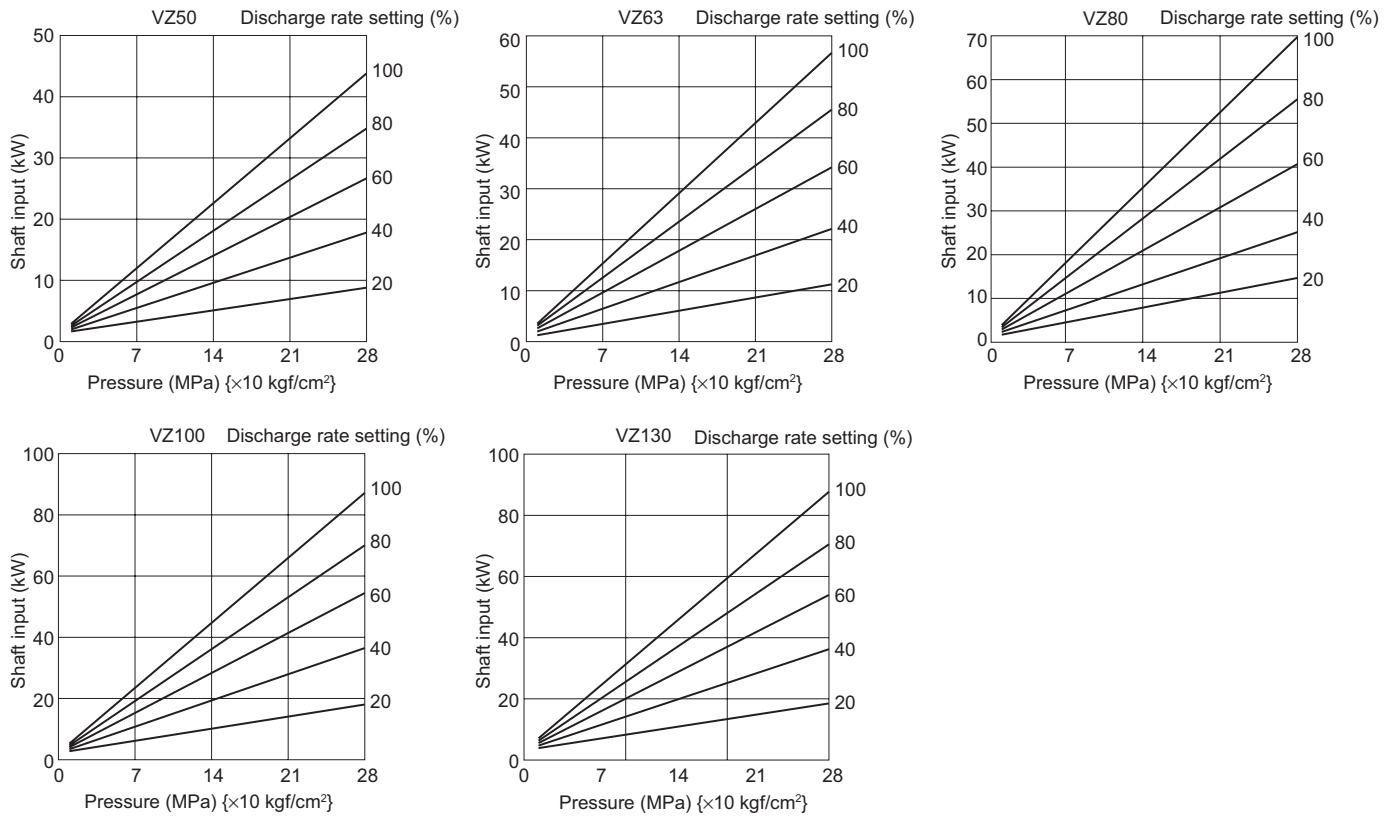 VZ50 Discharge rate setting (%)
50
40
30
20
10
0
Shaft input (kW)
100
80
60
40
20
0 7 14 21 28
Pressure (MPa) {×10 kgf/cm²}
VZ63 Discharge rate setting (%)
60
50
40
30
20
10
0
Shaft input (kW)
100
80
60
40
20
0 7 14 21 28
Pressure (MPa) {×10 kgf/cm²}
VZ80 Discharge rate setting (%)
70
60
50
40
30
20
10
0
Shaft input (kW)
100
80
60
40
20
0 7 14 21 28
Pressure (MPa) {×10 kgf/cm²}
VZ100 Discharge rate setting (%)
100
80
60
40
20
0
Shaft input (kW)
100
80
60
40
20
0 7 14 21 28
Pressure (MPa) {×10 kgf/cm²}
VZ130 Discharge rate setting (%)
100
80
60
40
20
0
Shaft input (kW)
100
80
60
40
20
0 7 14 21 28
Pressure (MPa) {×10 kgf/cm²}